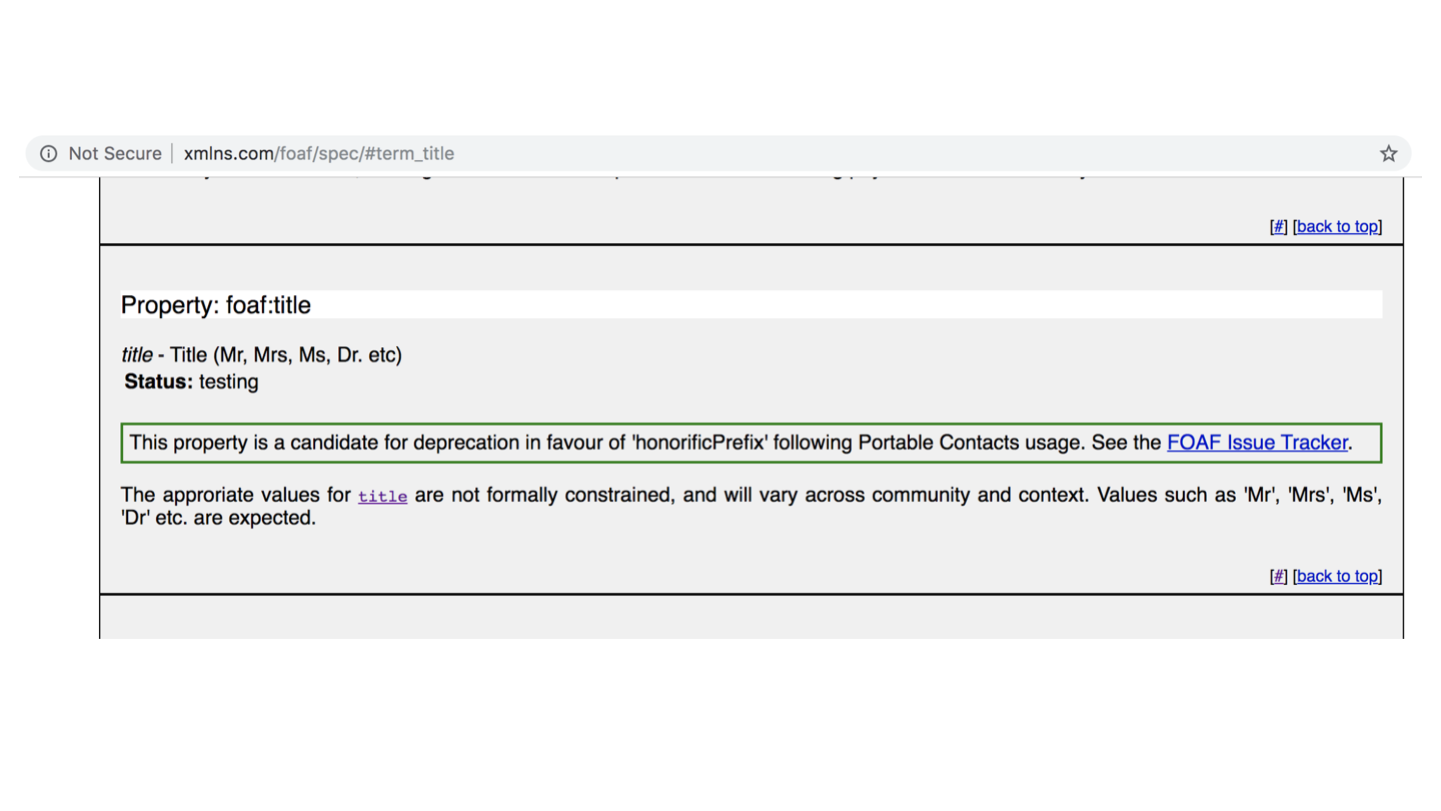 Not Secure | xmlns.com/foaf/spec/#term_title
[#] [back to top]
Property: foaf:title
title - Title (Mr, Mrs, Ms, Dr. etc)
Status: testing
This property is a candidate for deprecation in favour of 'honorificPrefix' following Portable Contacts usage. See the FOAF Issue Tracker.
The approriate values for title are not formally constrained, and will vary across community and context. Values such as 'Mr', 'Mrs', 'Ms',
'Dr' etc. are expected.
[#] [back to top]